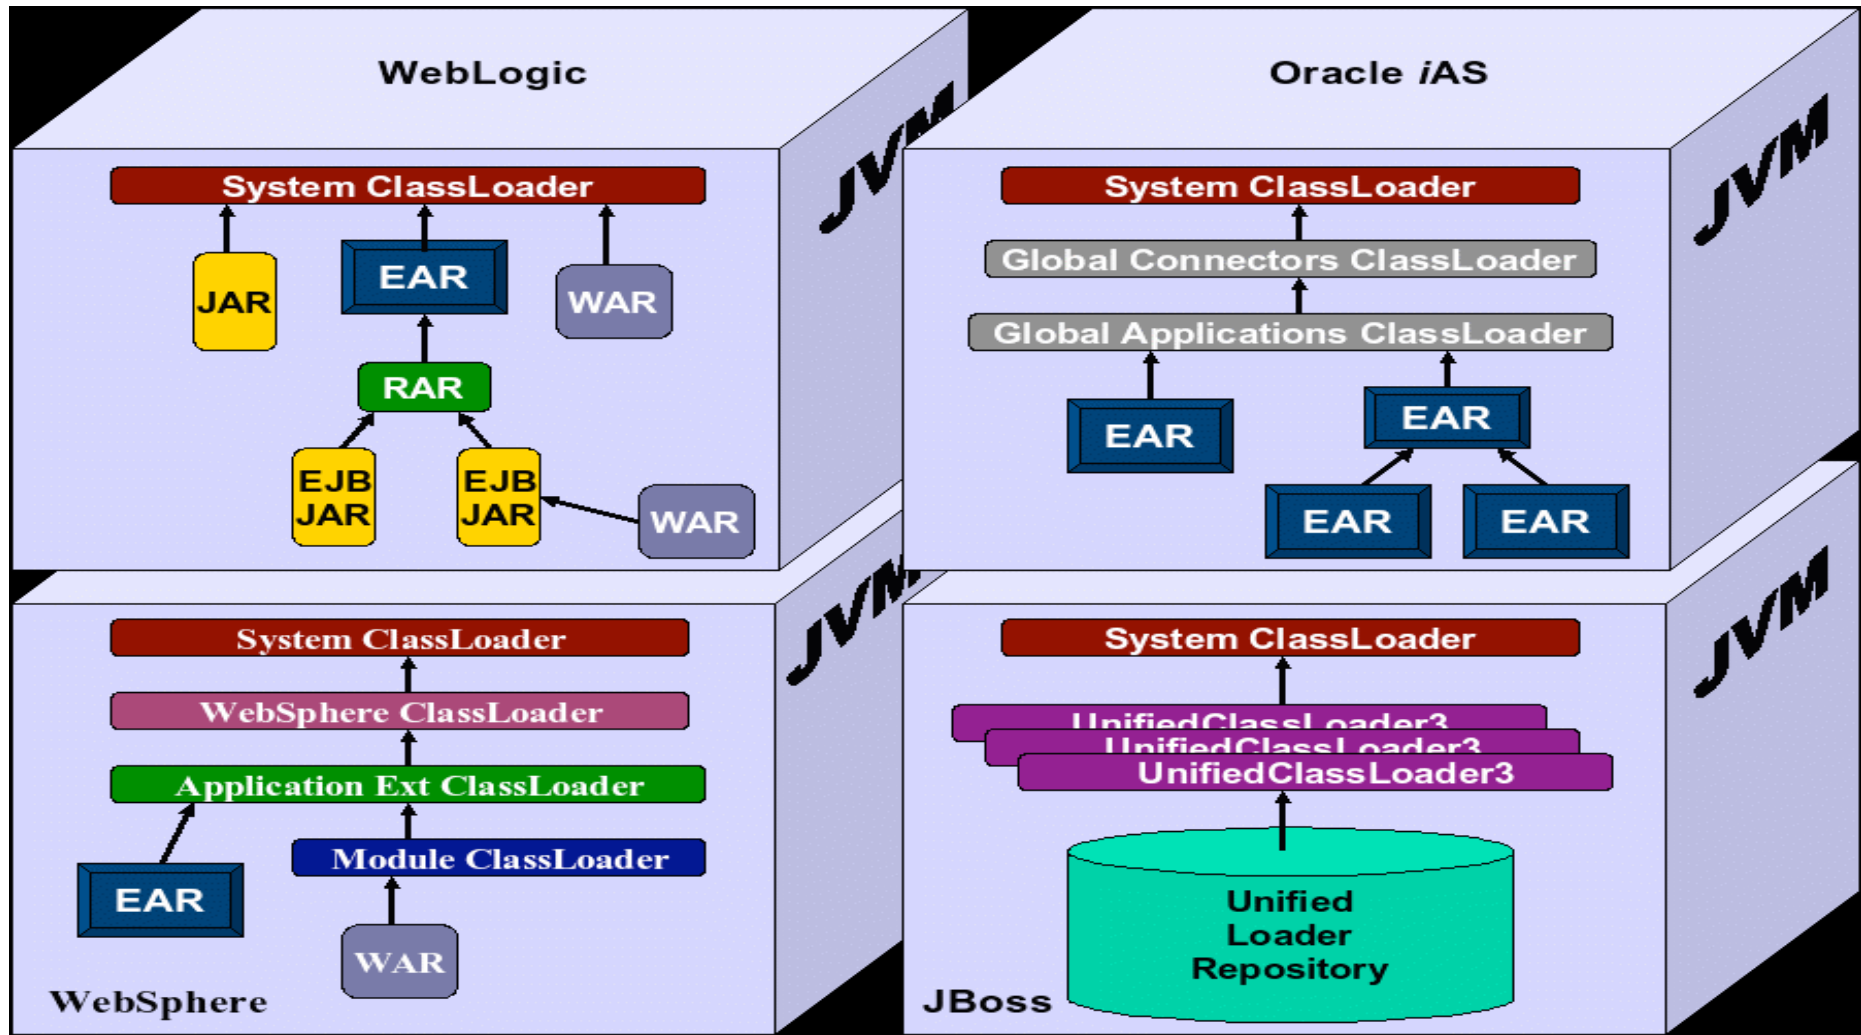 WebLogic
JVM
System ClassLoader
JAR
EAR
WAR
RAR
EJB
JAR
EJB
JAR
WAR
Oracle iAS
JVM
System ClassLoader
Global Connectors ClassLoader
Global Applications ClassLoader
EAR
EAR
EAR
EAR
JVM
System ClassLoader
WebSphere ClassLoader
Application Ext ClassLoader
Module ClassLoader
EAR
WAR
WebSphere
JVM
System ClassLoader
UnifiedClassLoader3
UnifiedClassLoader3
UnifiedClassLoader3
Unified
Loader
Repository
JBoss